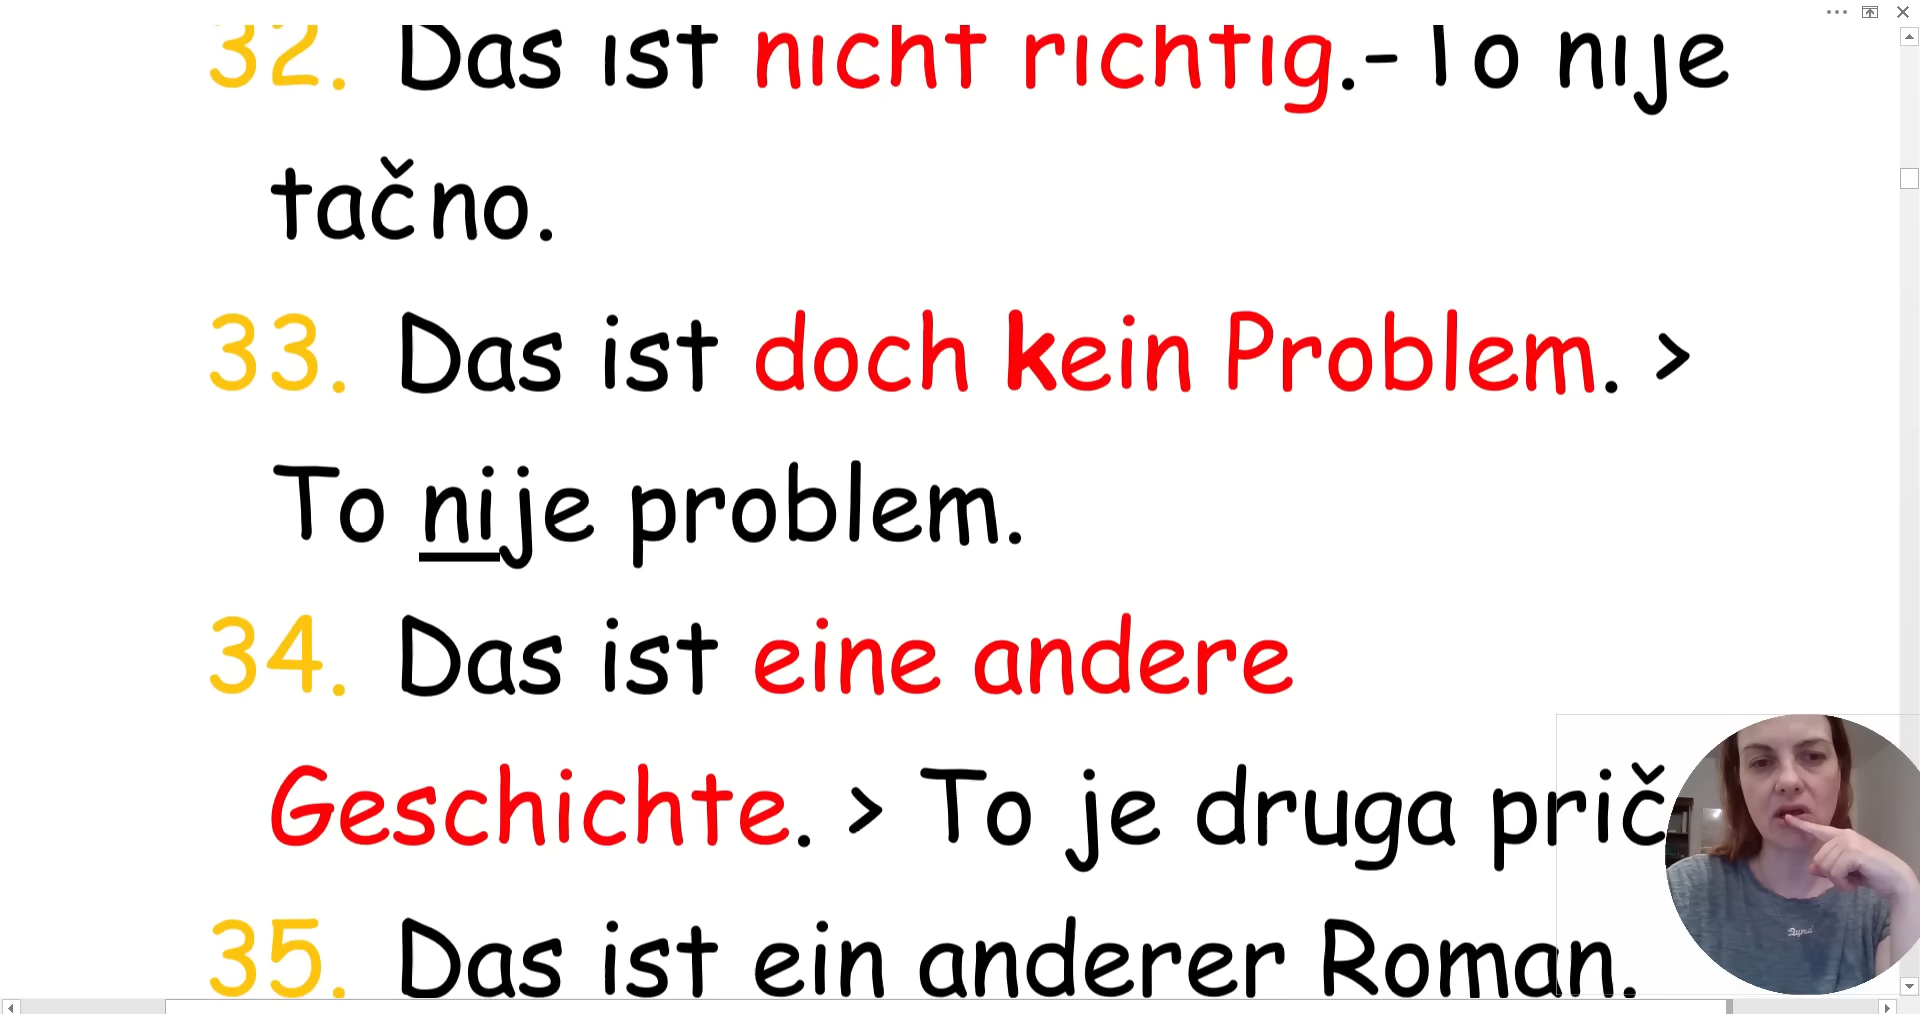 32. Das ist nicht richtig.- To nije
tačno.
33. Das ist doch kein Problem. >
To nije problem.
34. Das ist eine andere
Geschichte. > To je druga prič
35. Das ist ein anderer Roman.